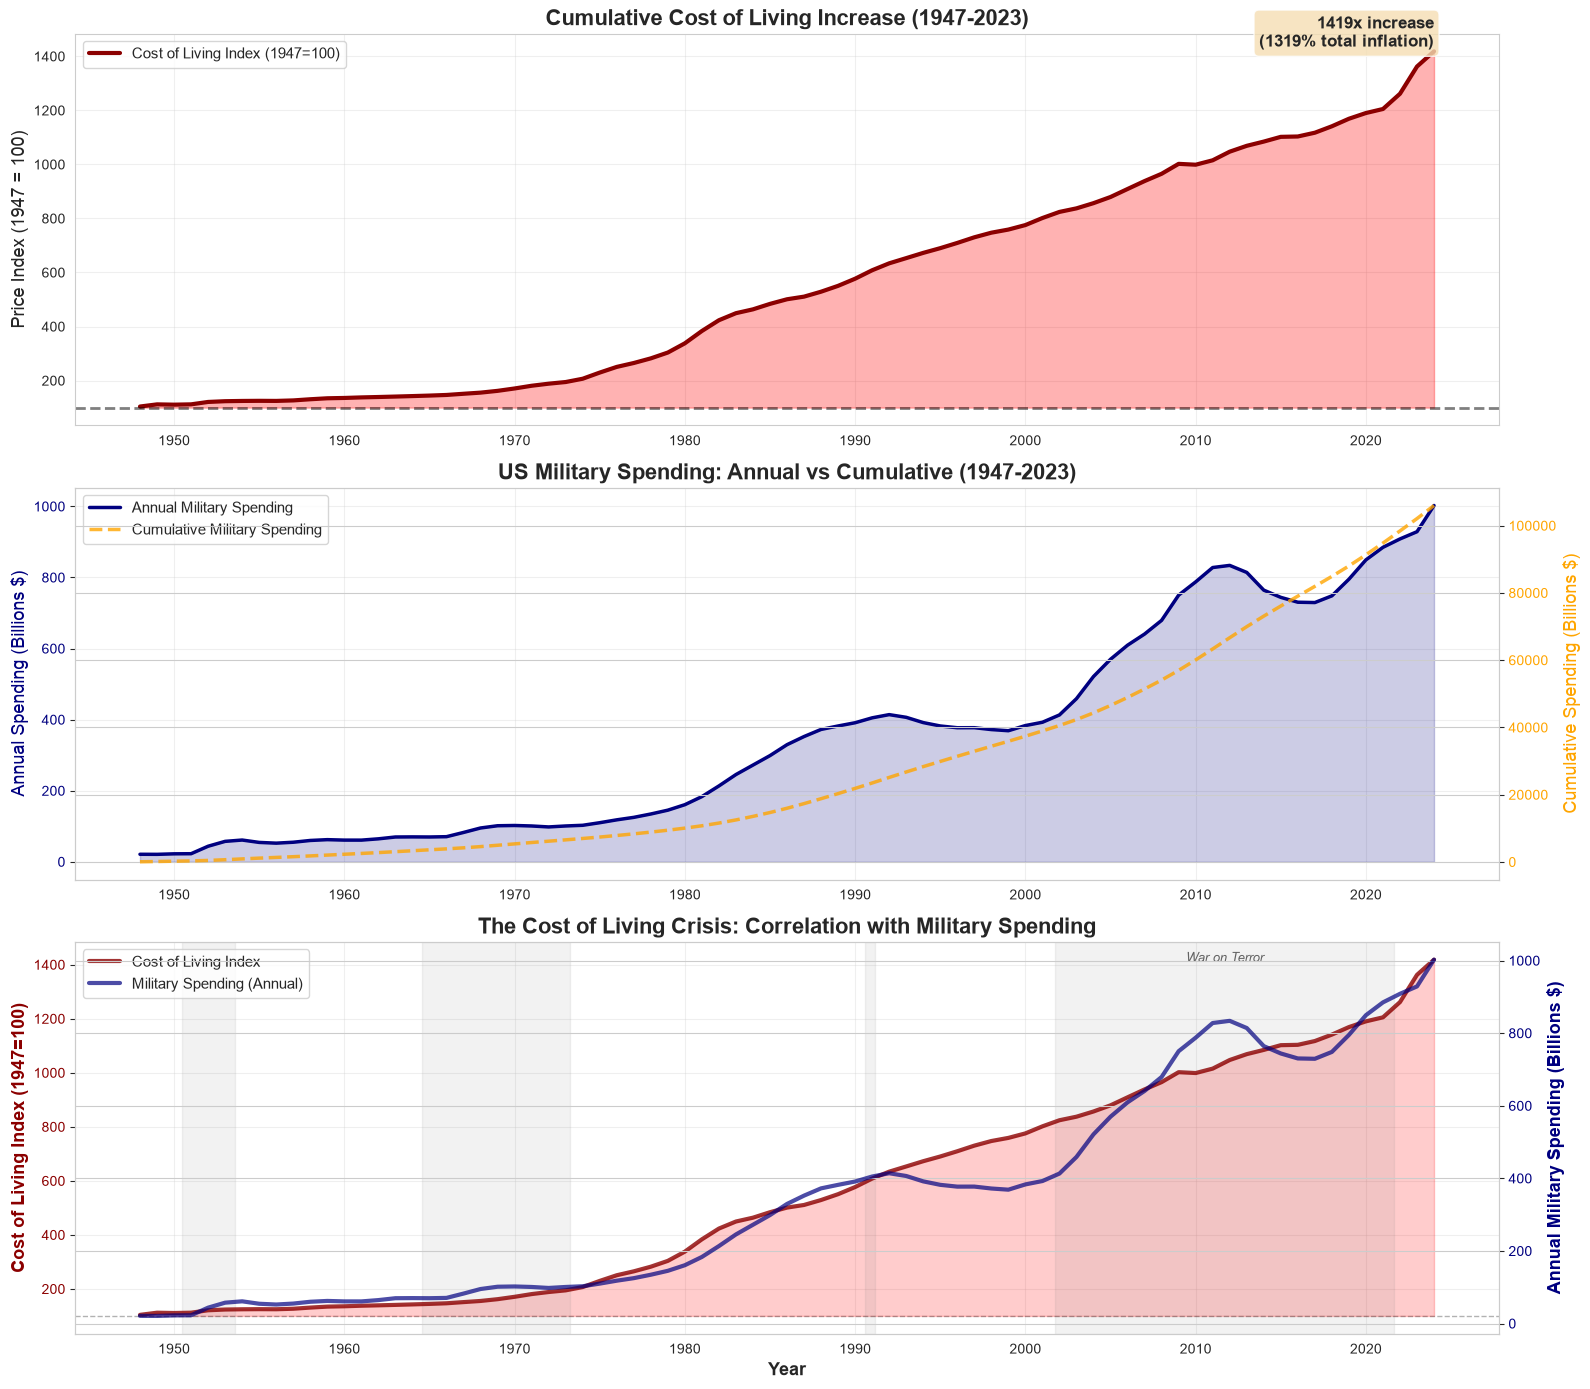 Cumulative Cost of Living Increase (1947-2023)
1419x increase
(1319% total inflation)
Cost of Living Index (1947=100)
Price Index (1947 = 100)
1400
1200
1000
800
600
400
200
1950 1960 1970 1980 1990 2000 2010 2020
US Military Spending: Annual vs Cumulative (1947-2023)
Annual Military Spending
Cumulative Military Spending
Annual Spending (Billions $)
1000
800
600
400
200
0
100000
80000
60000
40000
20000
0
Cumulative Spending (Billions $)
1950 1960 1970 1980 1990 2000 2010 2020
The Cost of Living Crisis: Correlation with Military Spending
Cost of Living Index
Military Spending (Annual)
War on Terror
Cost of Living Index (1947=100)
1400
1200
1000
800
600
400
200
1000
800
600
400
200
0
Annual Military Spending (Billions $)
1950 1960 1970 1980 1990 2000 2010 2020
Year